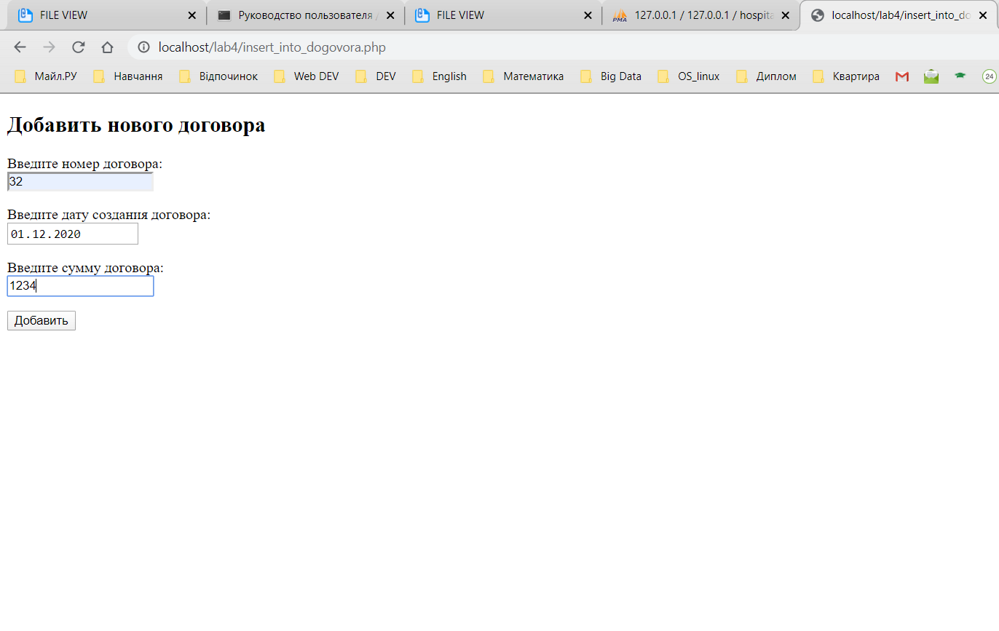 FILE VIEW
Руководство пользователя
FILE VIEW
PMA
127.0.0.1 / 127.0.0.1 / hospita
localhost/lab4/insert_into_do
localhost/lab4/insert_into_dogovora.php
Майл.РУ
Навчання
Відпочинок
Web DEV
DEV
English
Математика
Big Data
OS_linux
Диплом
Квартира
24
Добавить нового договора
Введите номер договора:
32
Введите дату создания договора:
01.12.2020
Введите сумму договора:
1234
Добавить